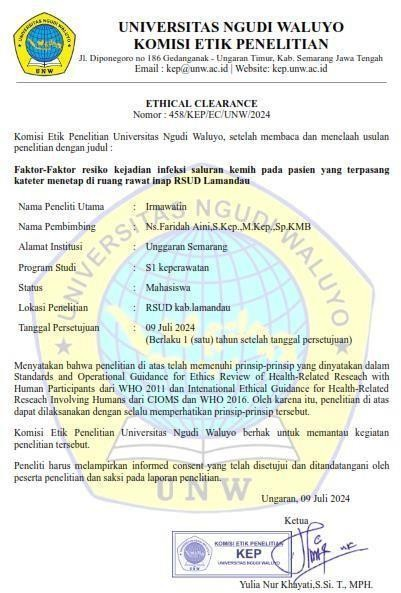 UNIVERSITAS NGUDI WALUYO
KOMISI ETIK PENELITIAN
Jl. Diponegoro no 186 Gedanganak - Ungaran Timur, Kab. Semarang Jawa Tengah
Email : kep@unw.ac.id | Website: kep.unw.ac.id
ETHICAL CLEARANCE
Nomor : 458/KEP/EC/UNW/2024
Komisi Etik Penelitian Universitas Ngudi Waluyo, setelah membaca dan menelaah usulan
penelitian dengan judul :
Faktor-Faktor resiko kejadian infeksi saluran kemih pada pasien yang terpasang
kateter menetap di ruang rawat inap RSUD Lamandau
Nama Peneliti Utama : Irmawatin
Nama Pembimbing : Ns.Faridah Aini,S.Kep.,M.Kep,.Sp.KMB
Alamat Institusi : Unggaran Semarang
Program Studi : S1 keperawatan
Status : Mahasiswa
Lokasi Penelitian : RSUD kab.lamandau
Tanggal Persetujuan : 09 Juli 2024
(Berlaku 1 (satu) tahun setelah tanggal persetujuan)
Menyatakan bahwa penelitian di atas telah memenuhi prinsip-prinsip yang dinyatakan dalam
Standards and Operational Guidance for Ethics Review of Health-Related Reseach with
Human Participants dari WHO 2011 dan Intenational Ethical Guidance for Health-Related
Reseach Involving Humans dari CIOMS dan WHO 2016. Oleh karena itu, penelitian di atas
dapat dilaksanakan dengan selalu memperhatikan prinsip-prinsip tersebut.
Komisi Etik Penelitian Universitas Ngudi Waluyo berhak untuk memantau kegiatan
penelitian tersebut.
Peneliti harus melampirkan informed consent yang telah disetujui dan ditandatangani oleh
peserta penelitian dan saksi pada laporan penelitian.
UNIVERSITAS NGUDI WALUYO
UNW
Ungaran, 09 Juli 2024
Ketua
KOMISI ETIK PENELITIAN
KEP
UNIVERSITAS NGUDI WALUYO
Yulia Nur Khayati,S.Si. T., MPH.